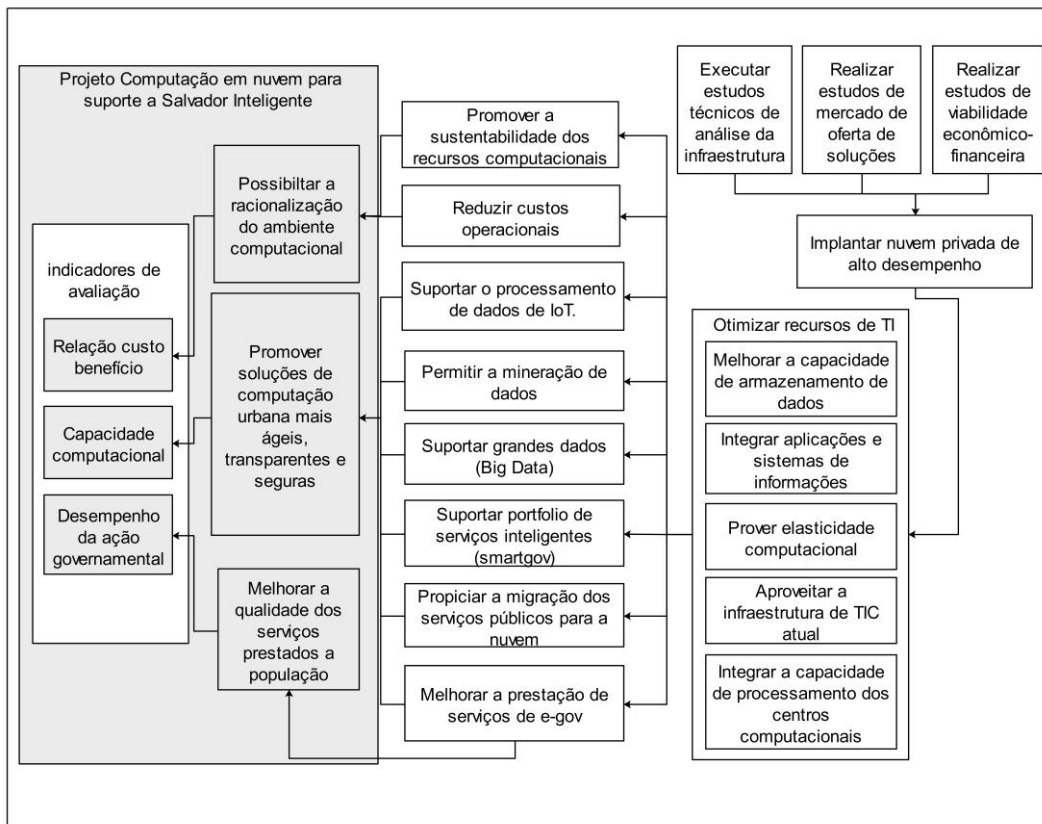 Projeto Computação em nuvem para
suporte a Salvador Inteligente
Possibiltar a
racionalização
do ambiente
computacional
indicadores de
avaliação
Relação custo
benefício
Capacidade
computacional
Desempenho
da ação
governamental
Promover
soluções de
computação
urbana mais
ágeis,
transparentes e
seguras
Melhorar a
qualidade dos
serviços
prestados a
população
Promover a
sustentabilidade dos
recursos computacionais
Reduzir custos
operacionais
Suportar o processamento
de dados de IoT.
Permitir a mineração de
dados
Suportar grandes dados
(Big Data)
Suportar portfolio de
serviços inteligentes
(smartgov)
Propiciar a migração dos
serviços públicos para a
nuvem
Melhorar a prestação de
serviços de e-gov
Executar
estudos
técnicos de
análise da
infraestrutura
Realizar
estudos de
mercado de
oferta de
soluções
Realizar
estudos de
viabilidade
econômico-
financeira
Implantar nuvem privada de
alto desempenho
Otimizar recursos de TI
Melhorar a capacidade
de armazenamento de
dados
Integrar aplicações e
sistemas de
informações
Prover elasticidade
computacional
Aproveitar a
infraestrutura de TIC
atual
Integrar a capacidade
de processamento dos
centros
computacionais